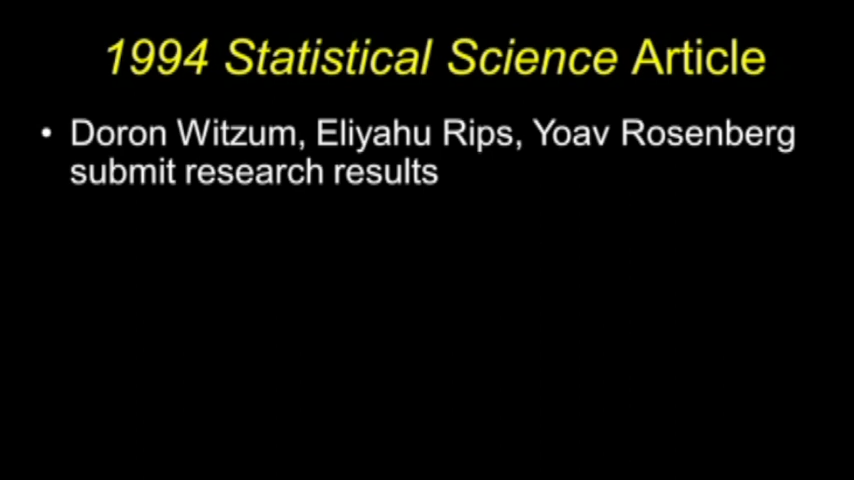 1994 Statistical Science Article
• Doron Witzum, Eliyahu Rips, Yoav Rosenberg
submit research results